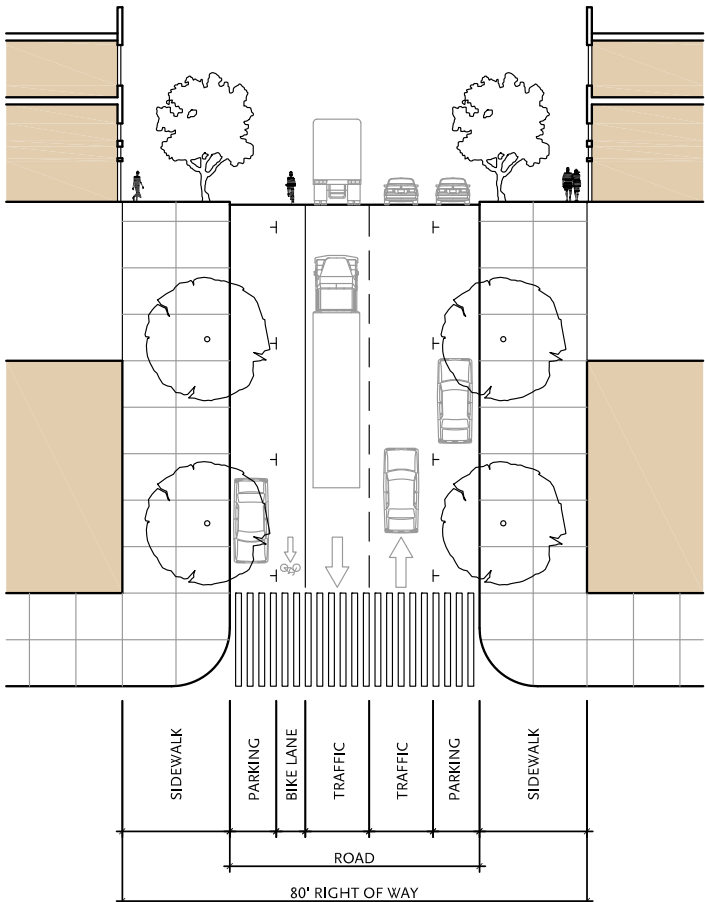 SIDEWALK
PARKING
BIKE LANE
TRAFFIC
TRAFFIC
PARKING
SIDEWALK
ROAD
80' RIGHT OF WAY